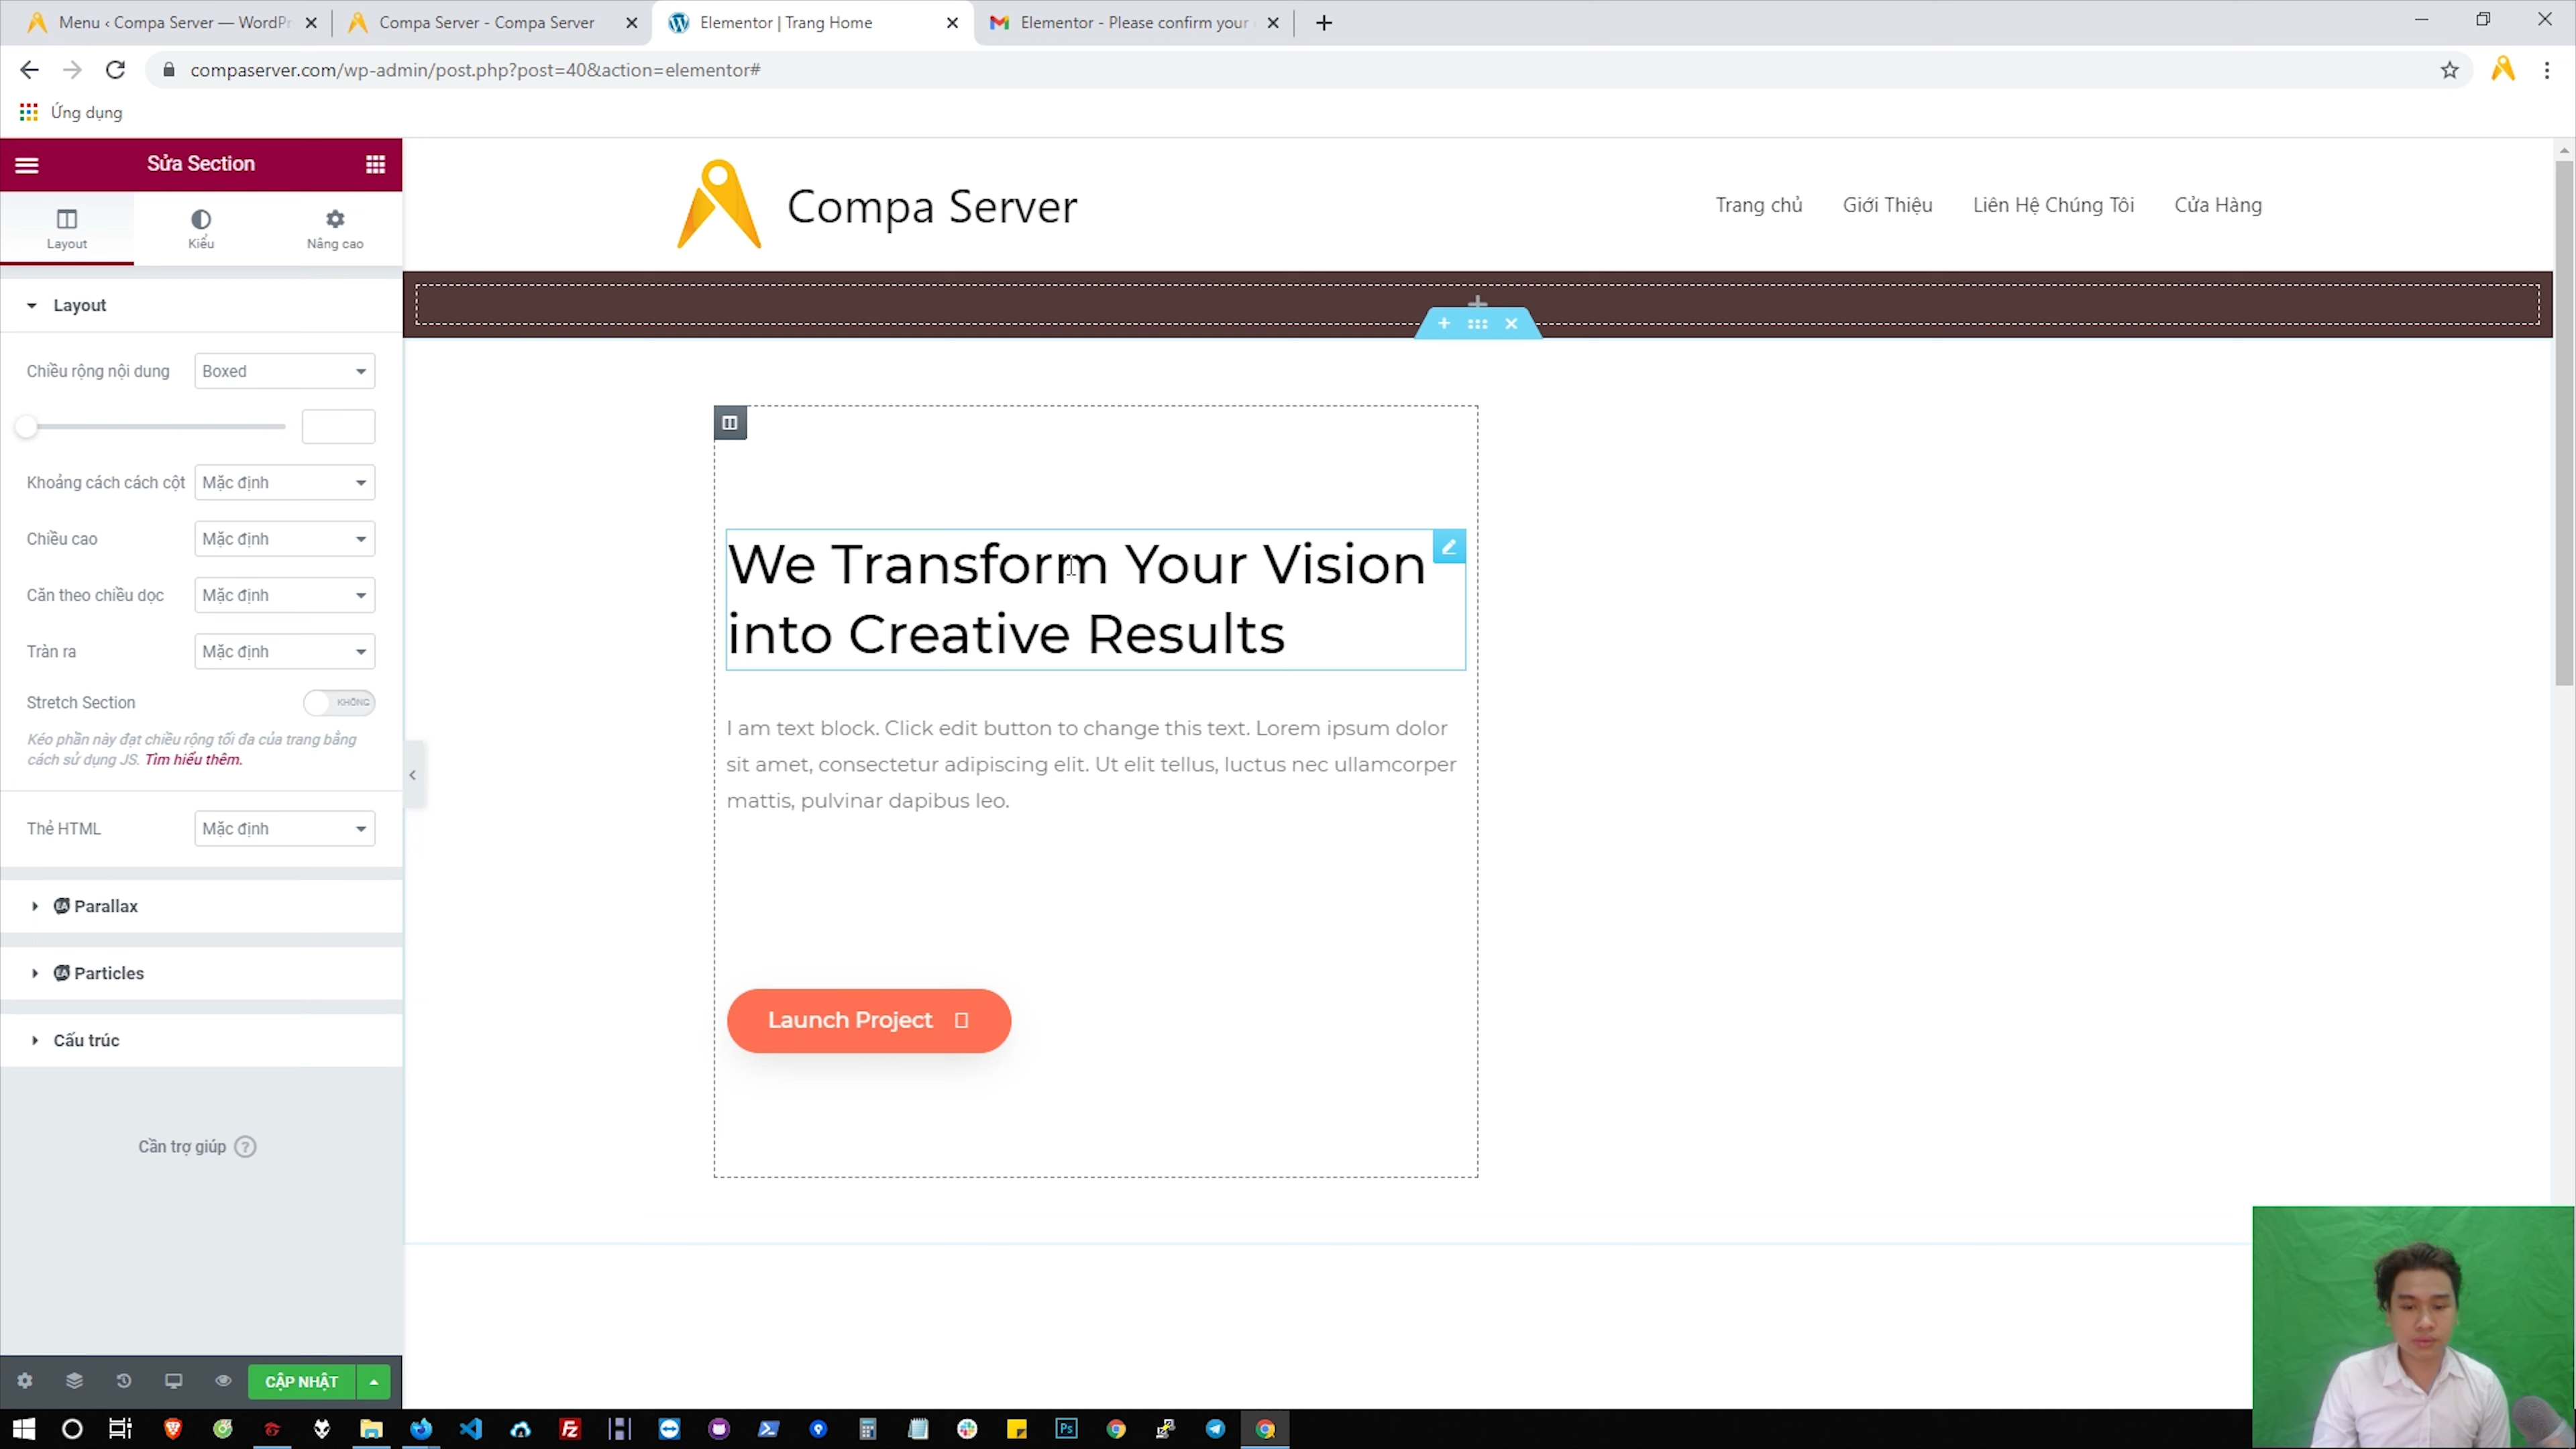 Menu ‹ Compa Server — WordPr
Compa Server - Compa Server
Elementor | Trang Home
Elementor - Please confirm your
compaserver.com/wp-admin/post.php?post=40&action=elementor#
Ứng dụng
Sửa Section
Layout
Kiểu
Nâng cao
Layout
Chiều rộng nội dung
Boxed
Khoảng cách cách cột
Mặc định
Chiều cao
Mặc định
Căn theo chiều dọc
Mặc định
Tràn ra
Mặc định
Stretch Section
KHÔNG
Kéo phần này đạt chiều rộng tối đa của trang bằng
cách sử dụng JS. Tìm hiểu thêm.
Thẻ HTML
Mặc định
EA Parallax
EA Particles
Cấu trúc
Cần trợ giúp ?
CẬP NHẬT
Compa Server
Trang chủ
Giới Thiệu
Liên Hệ Chúng Tôi
Cửa Hàng
We Transform Your Vision
into Creative Results
I am text block. Click edit button to change this text. Lorem ipsum dolor
sit amet, consectetur adipiscing elit. Ut elit tellus, luctus nec ullamcorper
mattis, pulvinar dapibus leo.
Launch Project
Fz
Ps